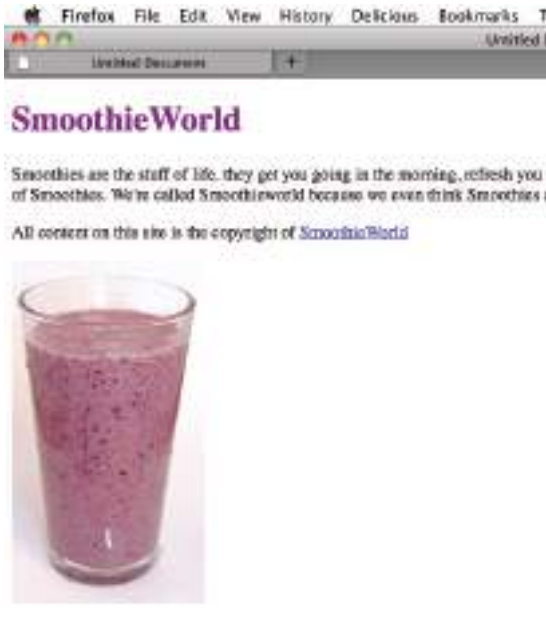 Firefox File Edit View History Delicious Bookmarks T
Untitled
Untitled Document +
SmoothieWorld
Smoothies are the stuff of life, they get you going in the morning, refresh you
of Smoothies. We're called Smoothieworld because we even think Smoothies
All content on this site is the copyright of SmoothieWorld